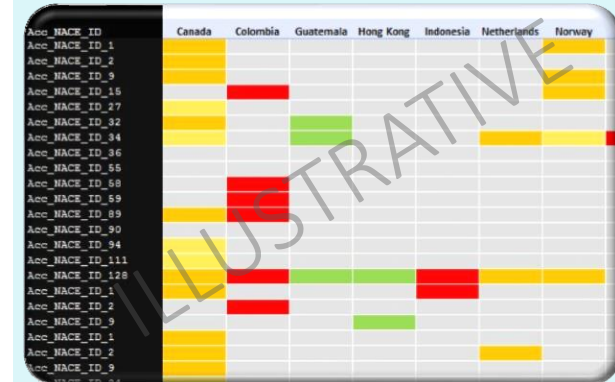 Acc_NACE_ID Canada Colombia Guatemala Hong Kong Indonesia Netherlands Norway
Acc_NACE_ID_1
Acc_NACE_ID_2
Acc_NACE_ID_9
Acc_NACE_ID_15
Acc_NACE_ID_27
Acc_NACE_ID_32
Acc_NACE_ID_34
Acc_NACE_ID_36
Acc_NACE_ID_55
Acc_NACE_ID_58
Acc_NACE_ID_59
Acc_NACE_ID_89
Acc_NACE_ID_90
Acc_NACE_ID_94
Acc_NACE_ID_111
Acc_NACE_ID_128
Acc_NACE_ID_1
Acc_NACE_ID_2
Acc_NACE_ID_9
Acc_NACE_ID_1
Acc_NACE_ID_2
Acc_NACE_ID_9
ILLUSTRATIVE